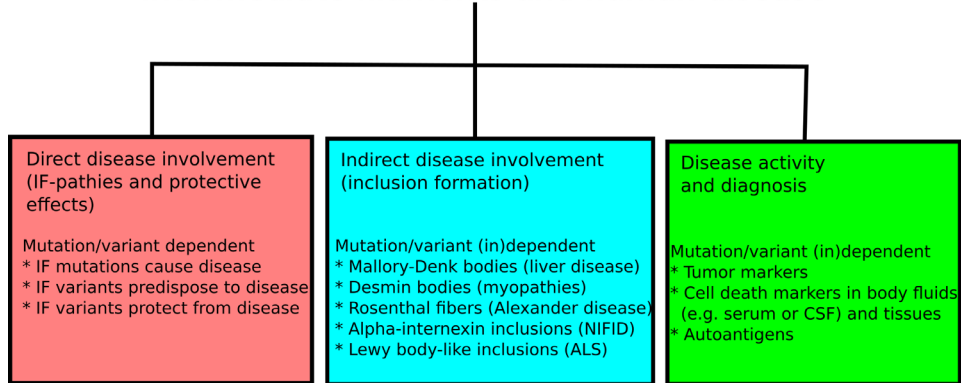 Direct disease involvement
(IF-pathies and protective
effects)
Mutation/variant dependent
* IF mutations cause disease
* IF variants predispose to disease
* IF variants protect from disease
Indirect disease involvement
(inclusion formation)
Mutation/variant (in)dependent
* Mallory-Denk bodies (liver disease)
* Desmin bodies (myopathies)
* Rosenthal fibers (Alexander disease)
* Alpha-internexin inclusions (NIFID)
* Lewy body-like inclusions (ALS)
Disease activity
and diagnosis
Mutation/variant (in)dependent
* Tumor markers
* Cell death markers in body fluids
(e.g. serum or CSF) and tissues
* Autoantigens